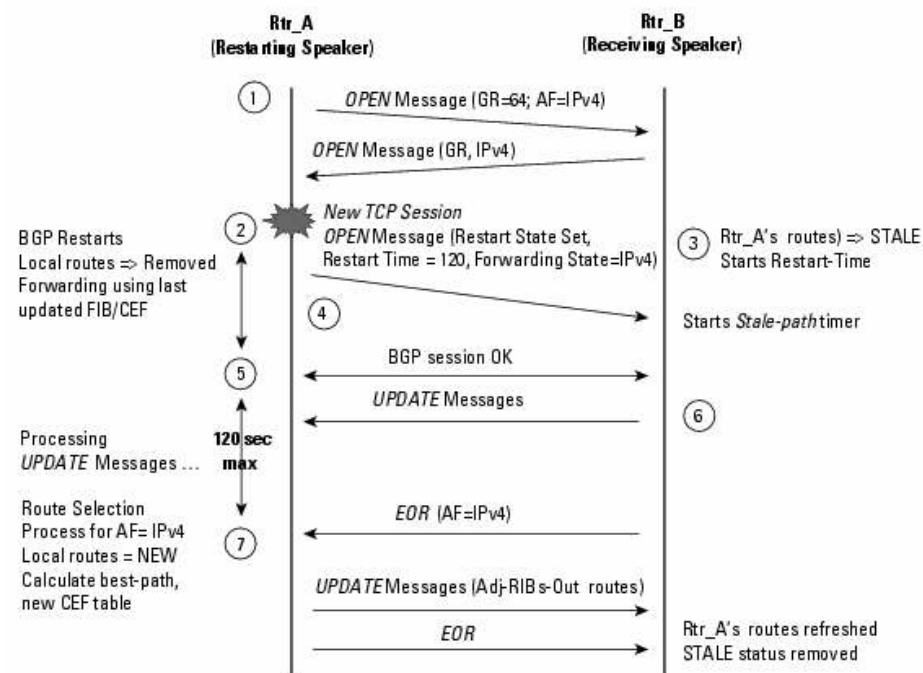 Rtr_A
(Restarting Speaker)
Rtr_B
(Receiving Speaker)
1
OPEN Message (GR=64; AF=IPv4)
OPEN Message (GR, IPv4)
2
New TCP Session
OPEN Message (Restart State Set,
Restart Time = 120, Forwarding State=IPv4)
BGP Restarts
Local routes => Removed
Forwarding using last
updated FIB/CEF
3
Rtr_A's routes) => STALE
Starts Restart-Time
4
Starts Stale-path timer
BGP session OK
5
UPDATE Messages
6
Processing
UPDATE Messages ...
120 sec
max
EOR (AF=IPv4)
7
Route Selection
Process for AF= IPv4
Local routes = NEW
Calculate best-path,
new CEF table
UPDATE Messages (Adj-RIBs-Out routes)
EOR
Rtr_A's routes refreshed
STALE status removed